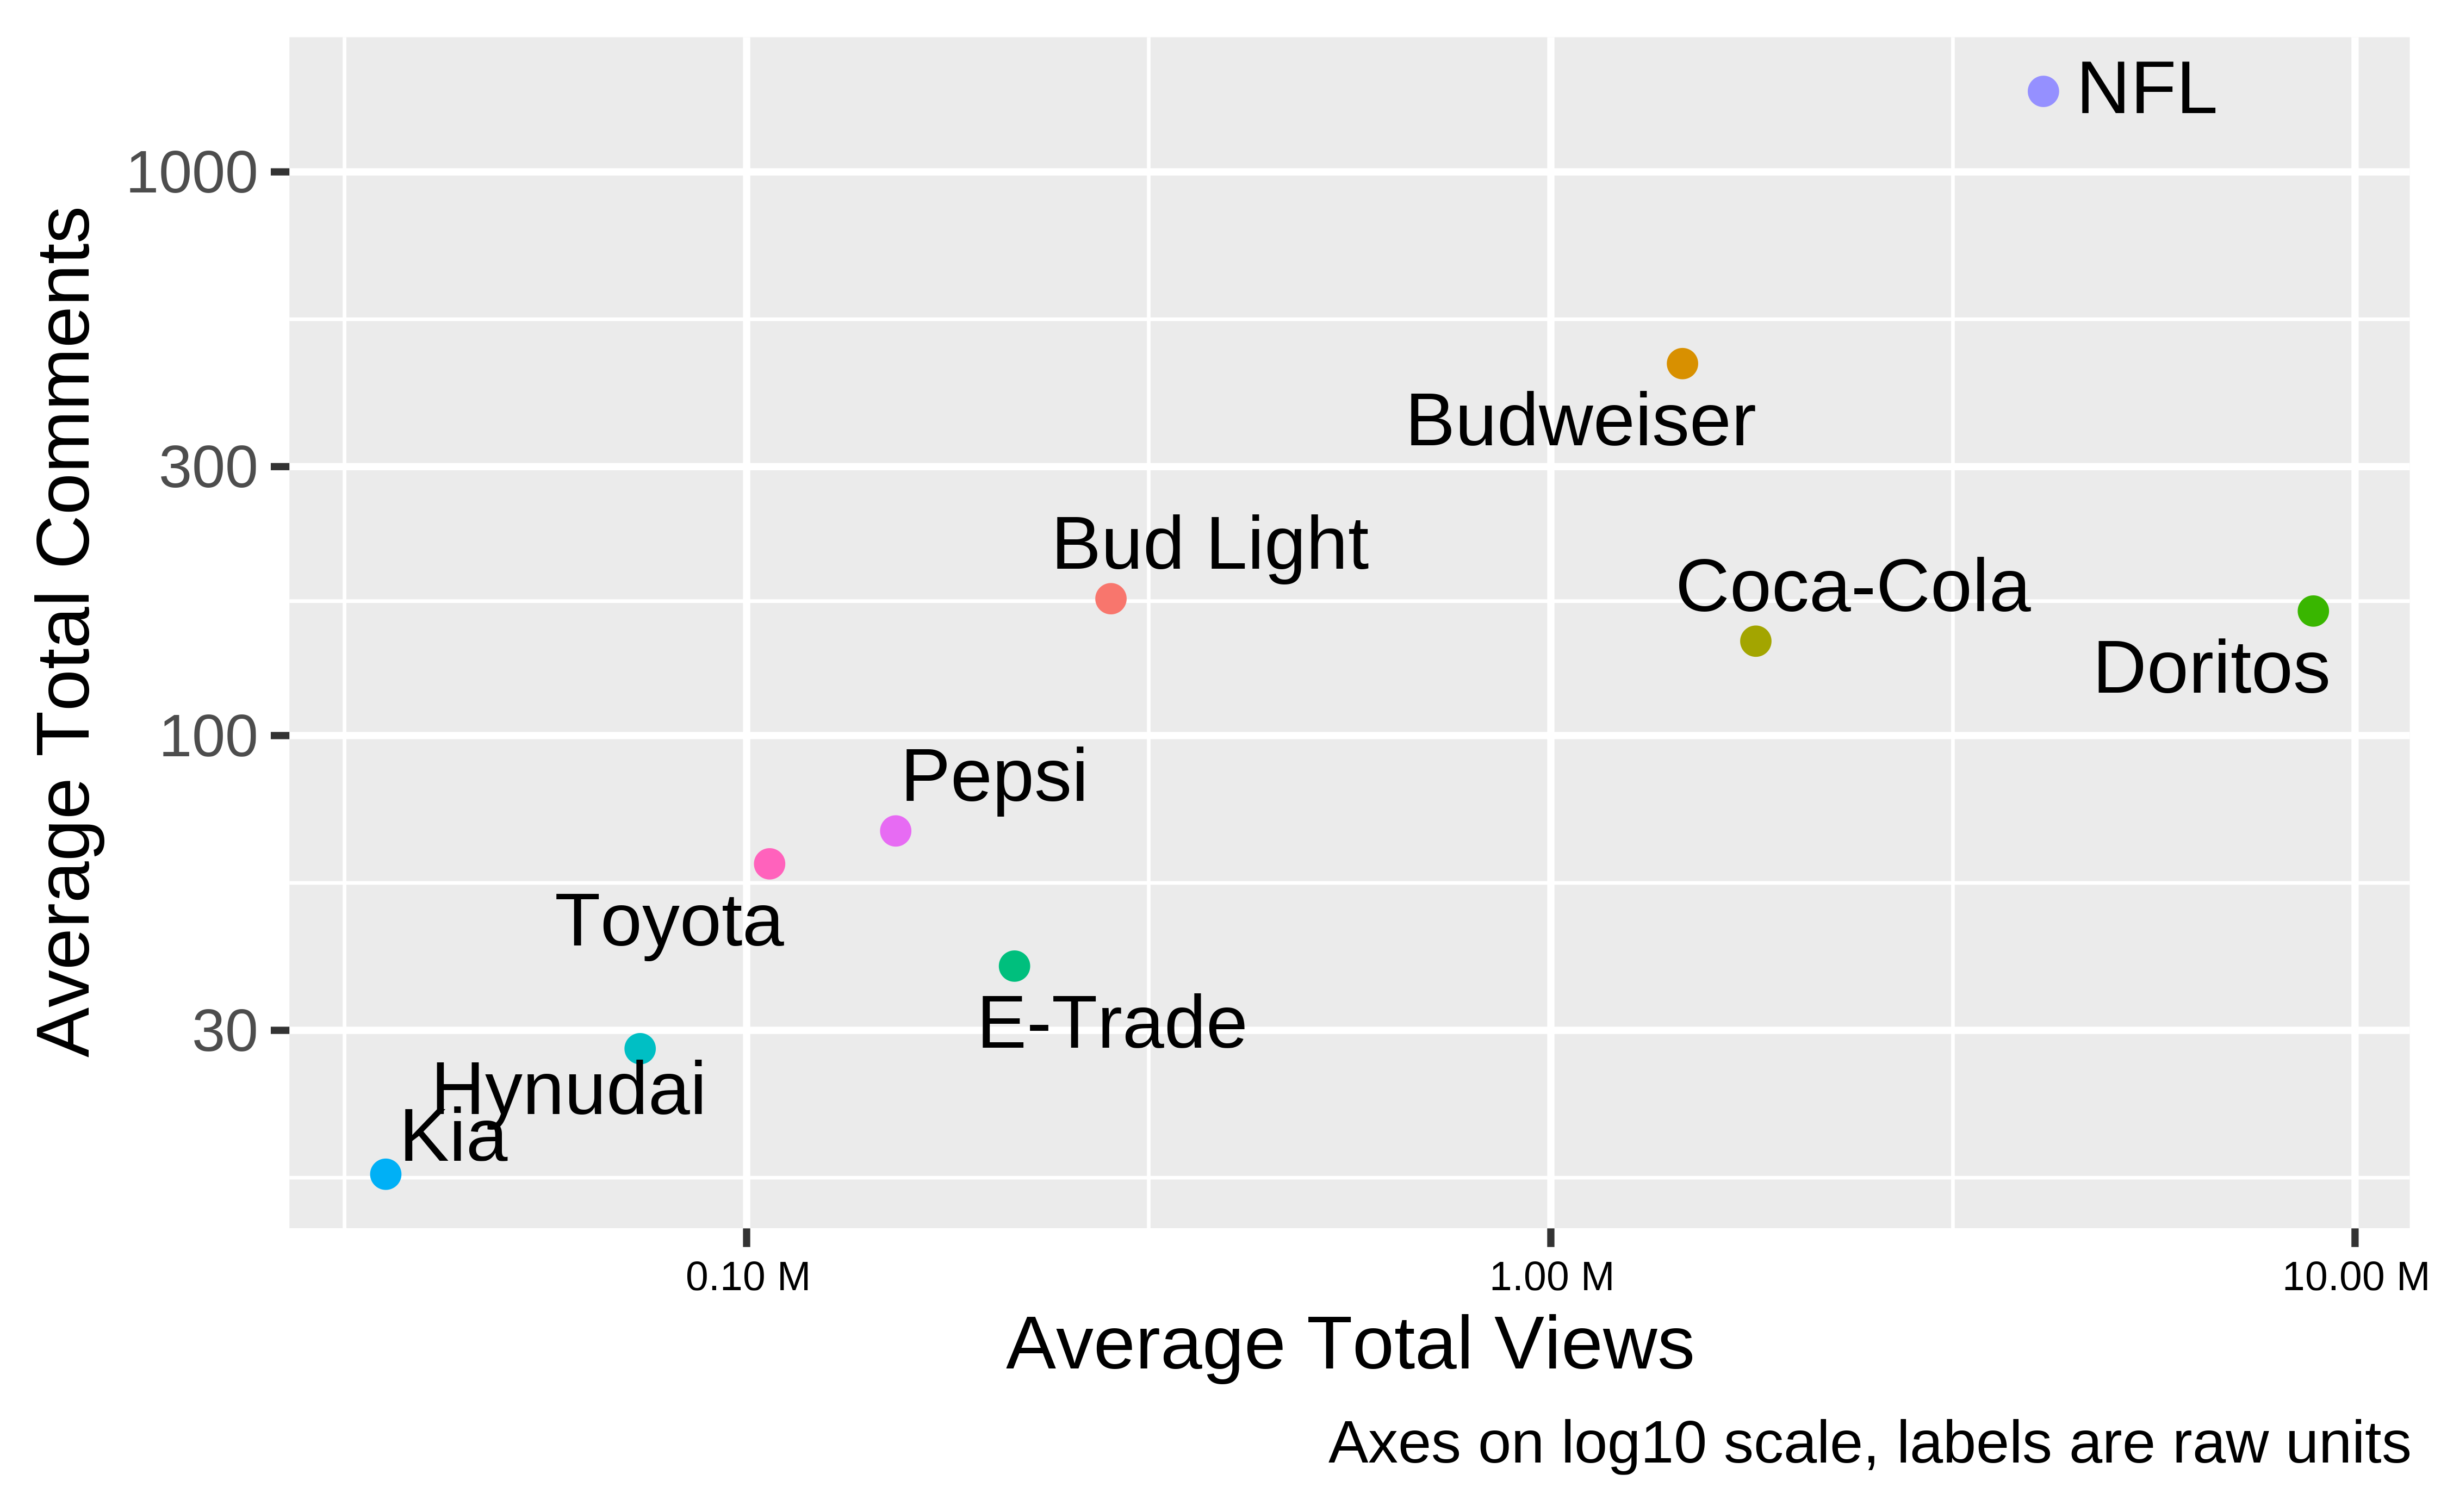 NFL
1000
Budweiser
300
Bud Light
Coca-Cola
Doritos
100
Pepsi
Toyota
E-Trade
30
Hynudai
Kia
Average Total Comments
0.10 M
1.00 M
10.00 M
Average Total Views
Axes on log10 scale, labels are raw units